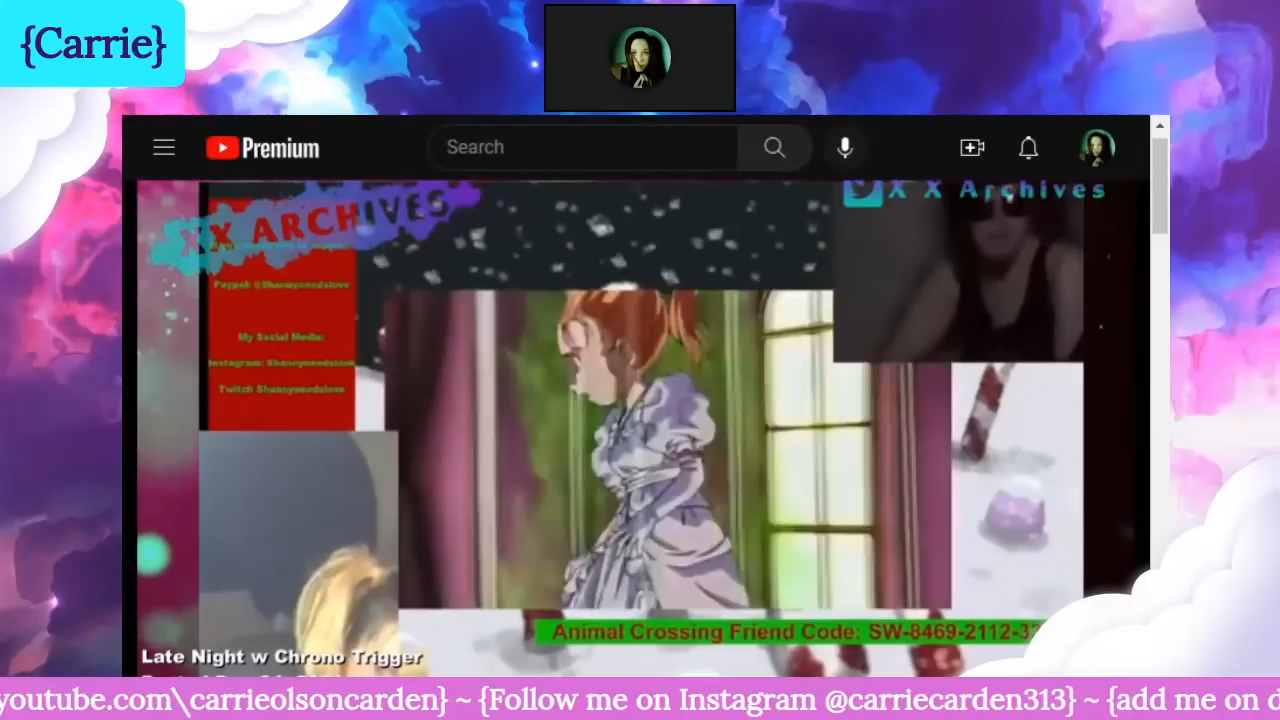 {Carrie}
Premium
Search
XX ARCHIVES
X X Archives
Paypal: @Shannyneedslove
My Social Media:
Instagram: Shannyneedslove
Twitch Shannyneedslove
Animal Crossing Friend Code: SW-8469-2112-3
Late Night w Chrono Trigger
youtube.com\carrieolsoncarden} ~ {Follow me on Instagram @carriecarden313} ~ {add me on d